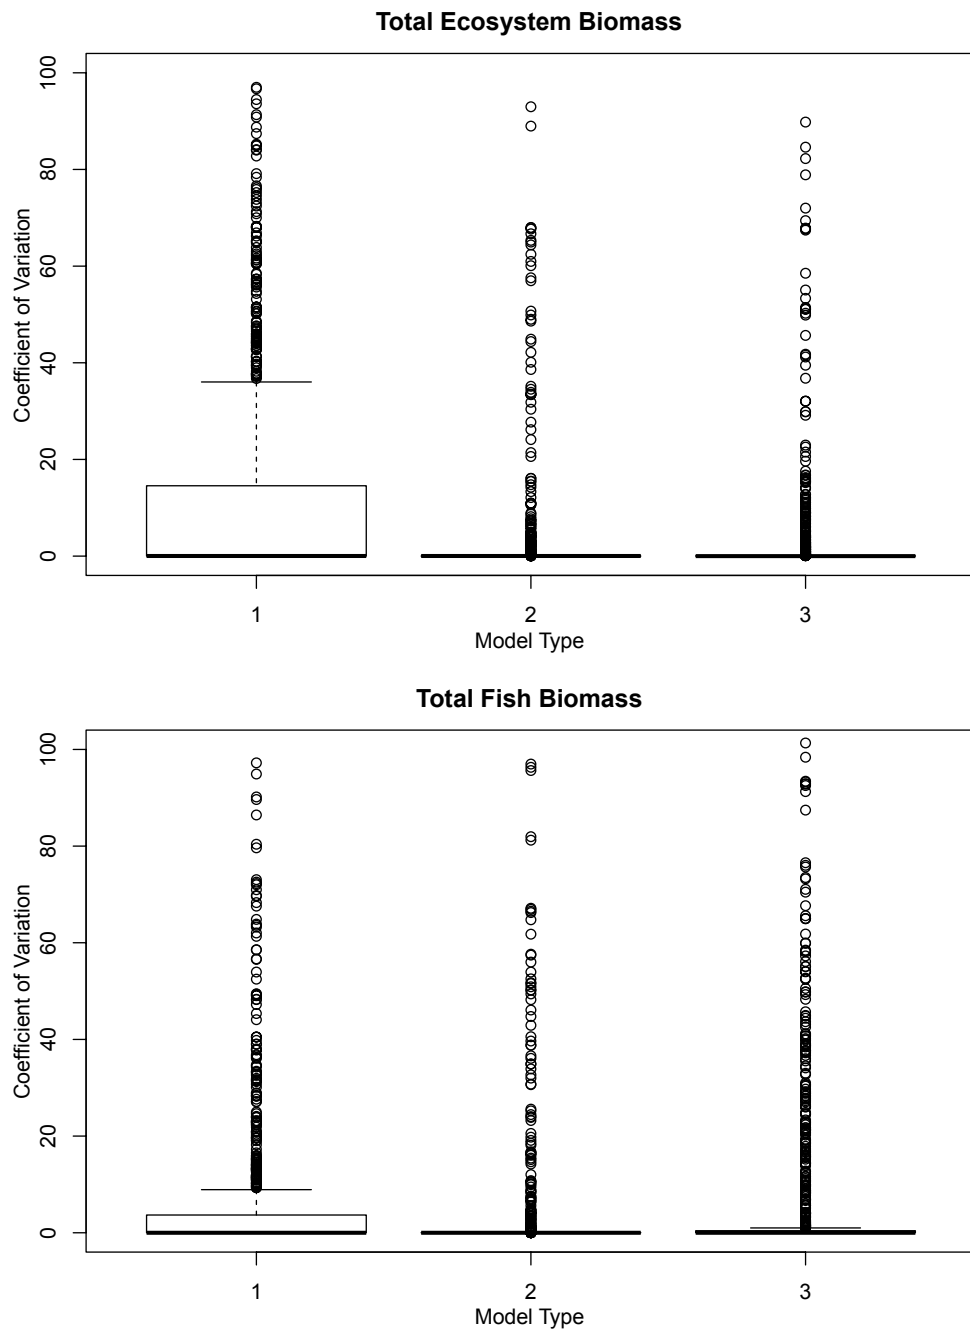 Total Ecosystem Biomass
100
80
60
40
20
0
Coefficient of Variation
1 2 3
Model Type
Total Fish Biomass
100
80
60
40
20
0
Coefficient of Variation
1 2 3
Model Type